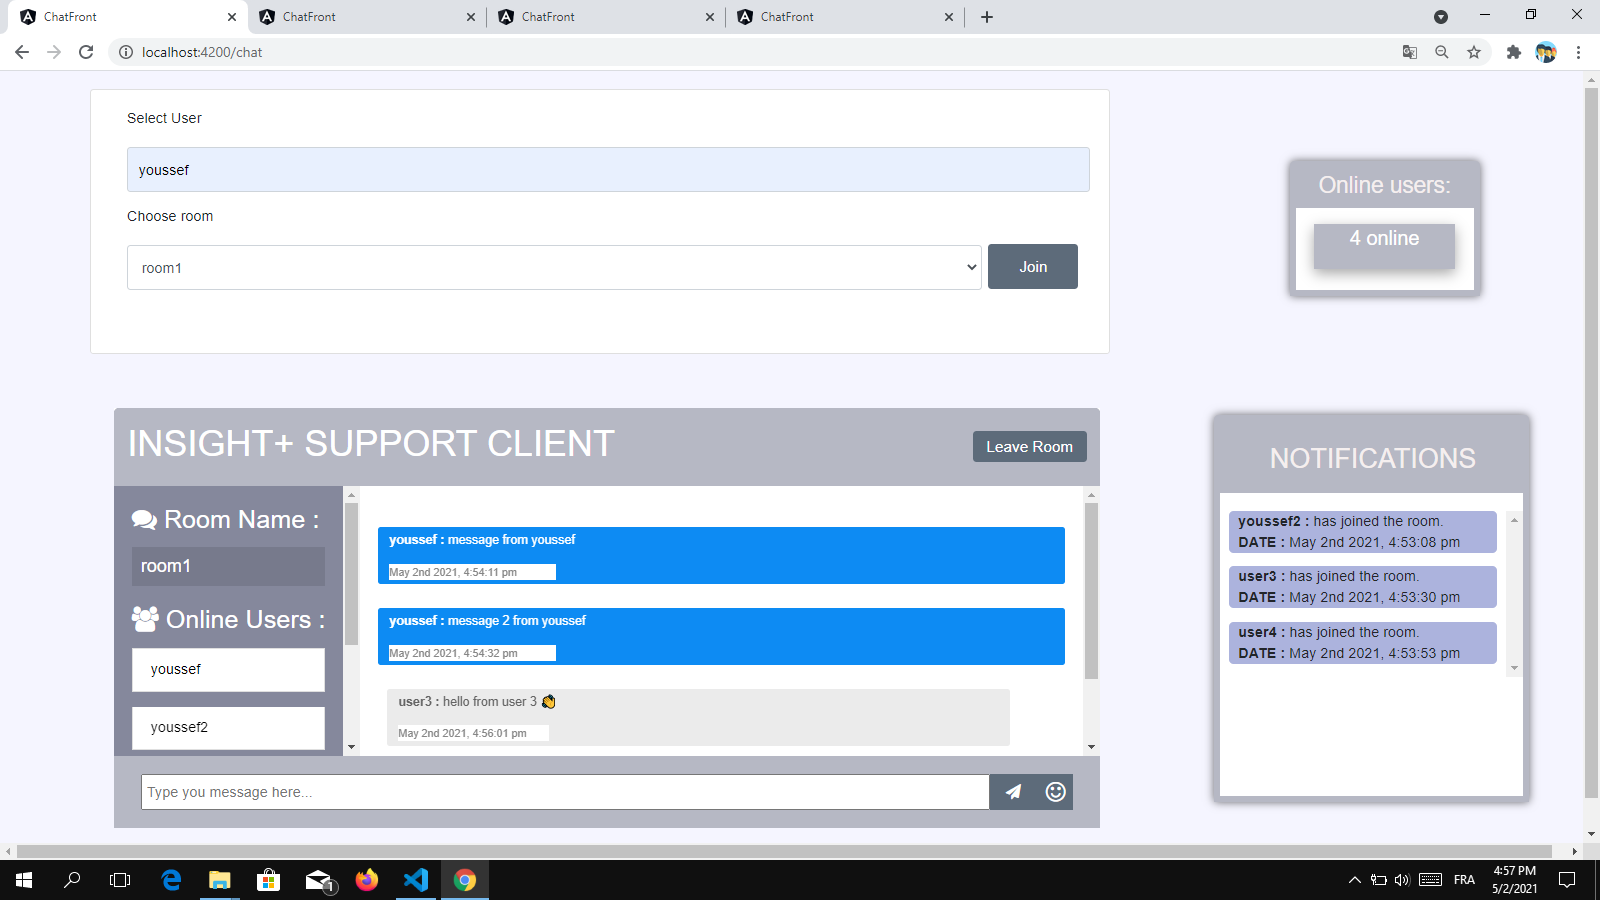 ChatFront
ChatFront
ChatFront
ChatFront
localhost:4200/chat
Select User
youssef
Choose room
room1
Join
Online users:
4 online
INSIGHT+ SUPPORT CLIENT
Leave Room
Room Name :
room1
Online Users :
youssef
youssef2
youssef : message from youssef
May 2nd 2021, 4:54:11 pm
youssef : message 2 from youssef
May 2nd 2021, 4:54:32 pm
user3 : hello from user 3 👏
May 2nd 2021, 4:56:01 pm
Type you message here...
NOTIFICATIONS
youssef2 : has joined the room.
DATE : May 2nd 2021, 4:53:08 pm
user3 : has joined the room.
DATE : May 2nd 2021, 4:53:30 pm
user4 : has joined the room.
DATE : May 2nd 2021, 4:53:53 pm
1
FRA
4:57 PM
5/2/2021